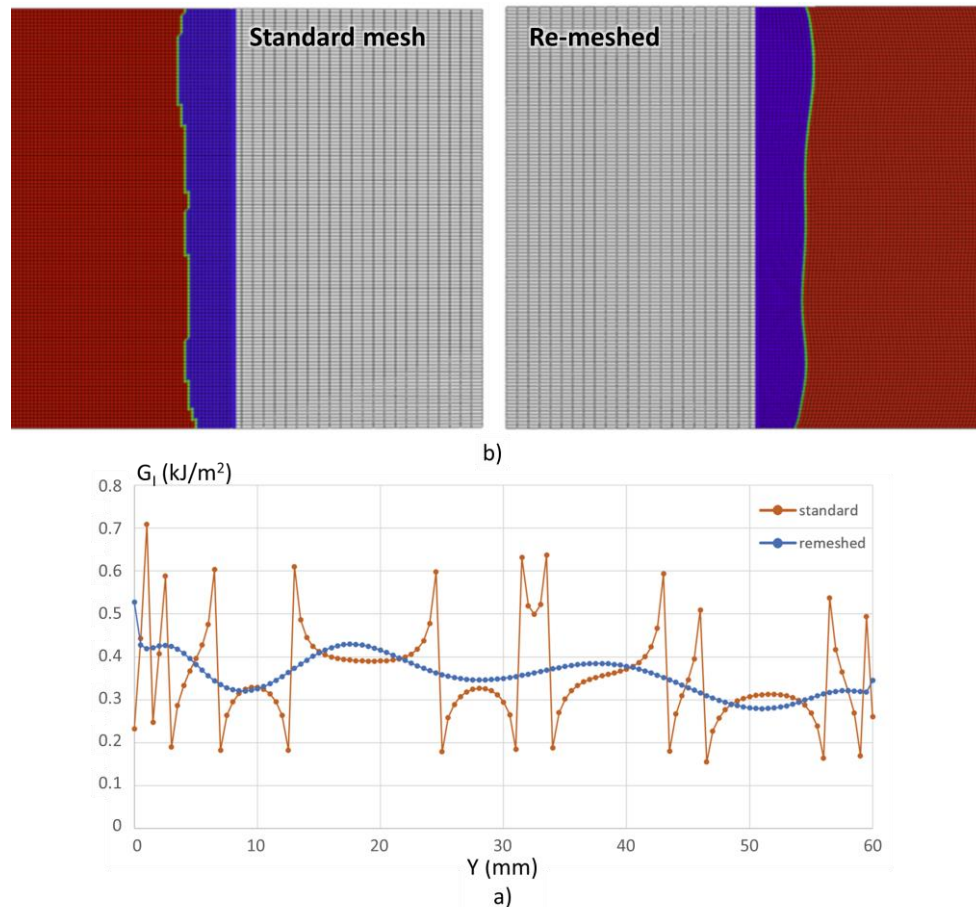 Standard mesh
Re-meshed
b)
G_I (kJ/m²)
0.8
0.7
0.6
0.5
0.4
0.3
0.2
0.1
0
standard
remeshed
0 10 20 30 40 50 60
Y (mm)
a)